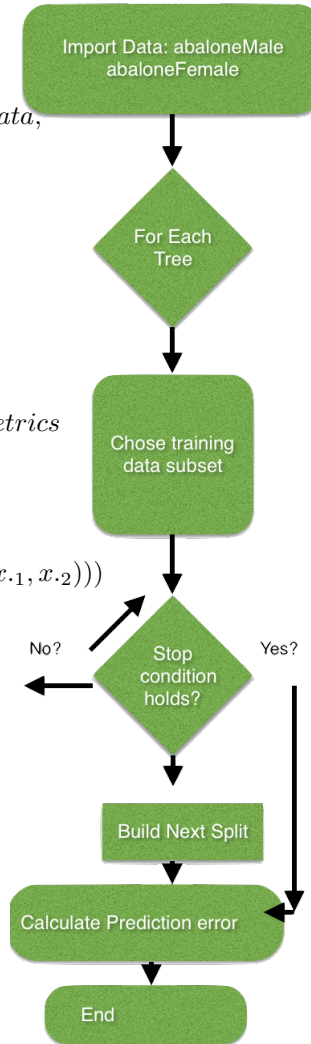 Import Data: abaloneMale
abaloneFemale
ata,
For Each
Tree
etrics
Chose training
data subset
x.₁, x.₂)))
No?
Yes?
Stop
condition
holds?
Build Next Split
Calculate Prediction error
End